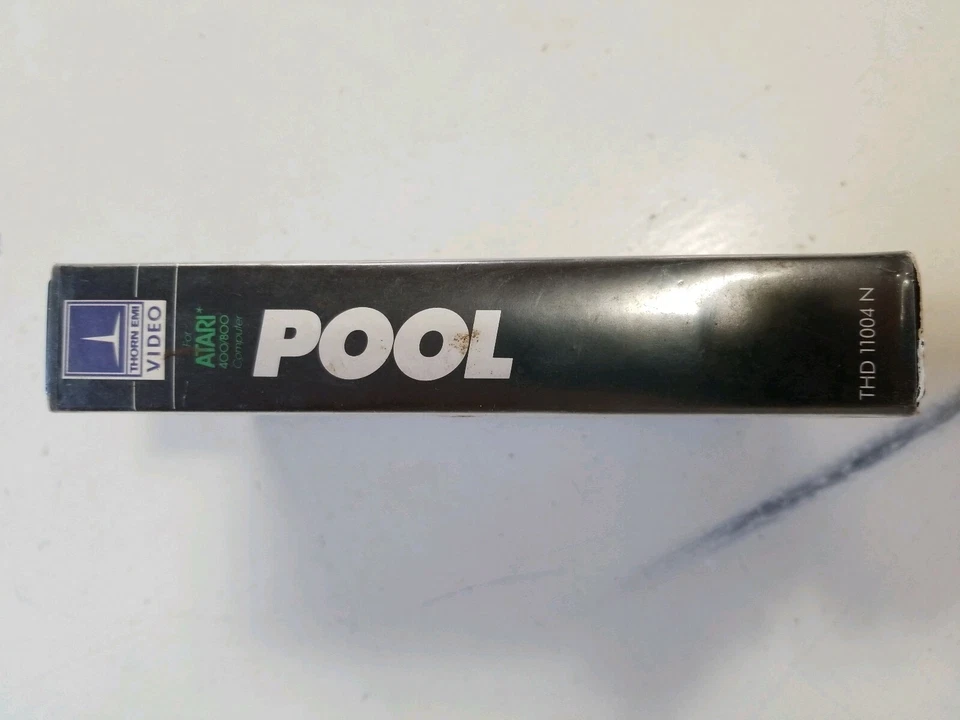 THORN EMI
VIDEO
For
ATARI*
400/800
Computer
POOL
THD 11004 N